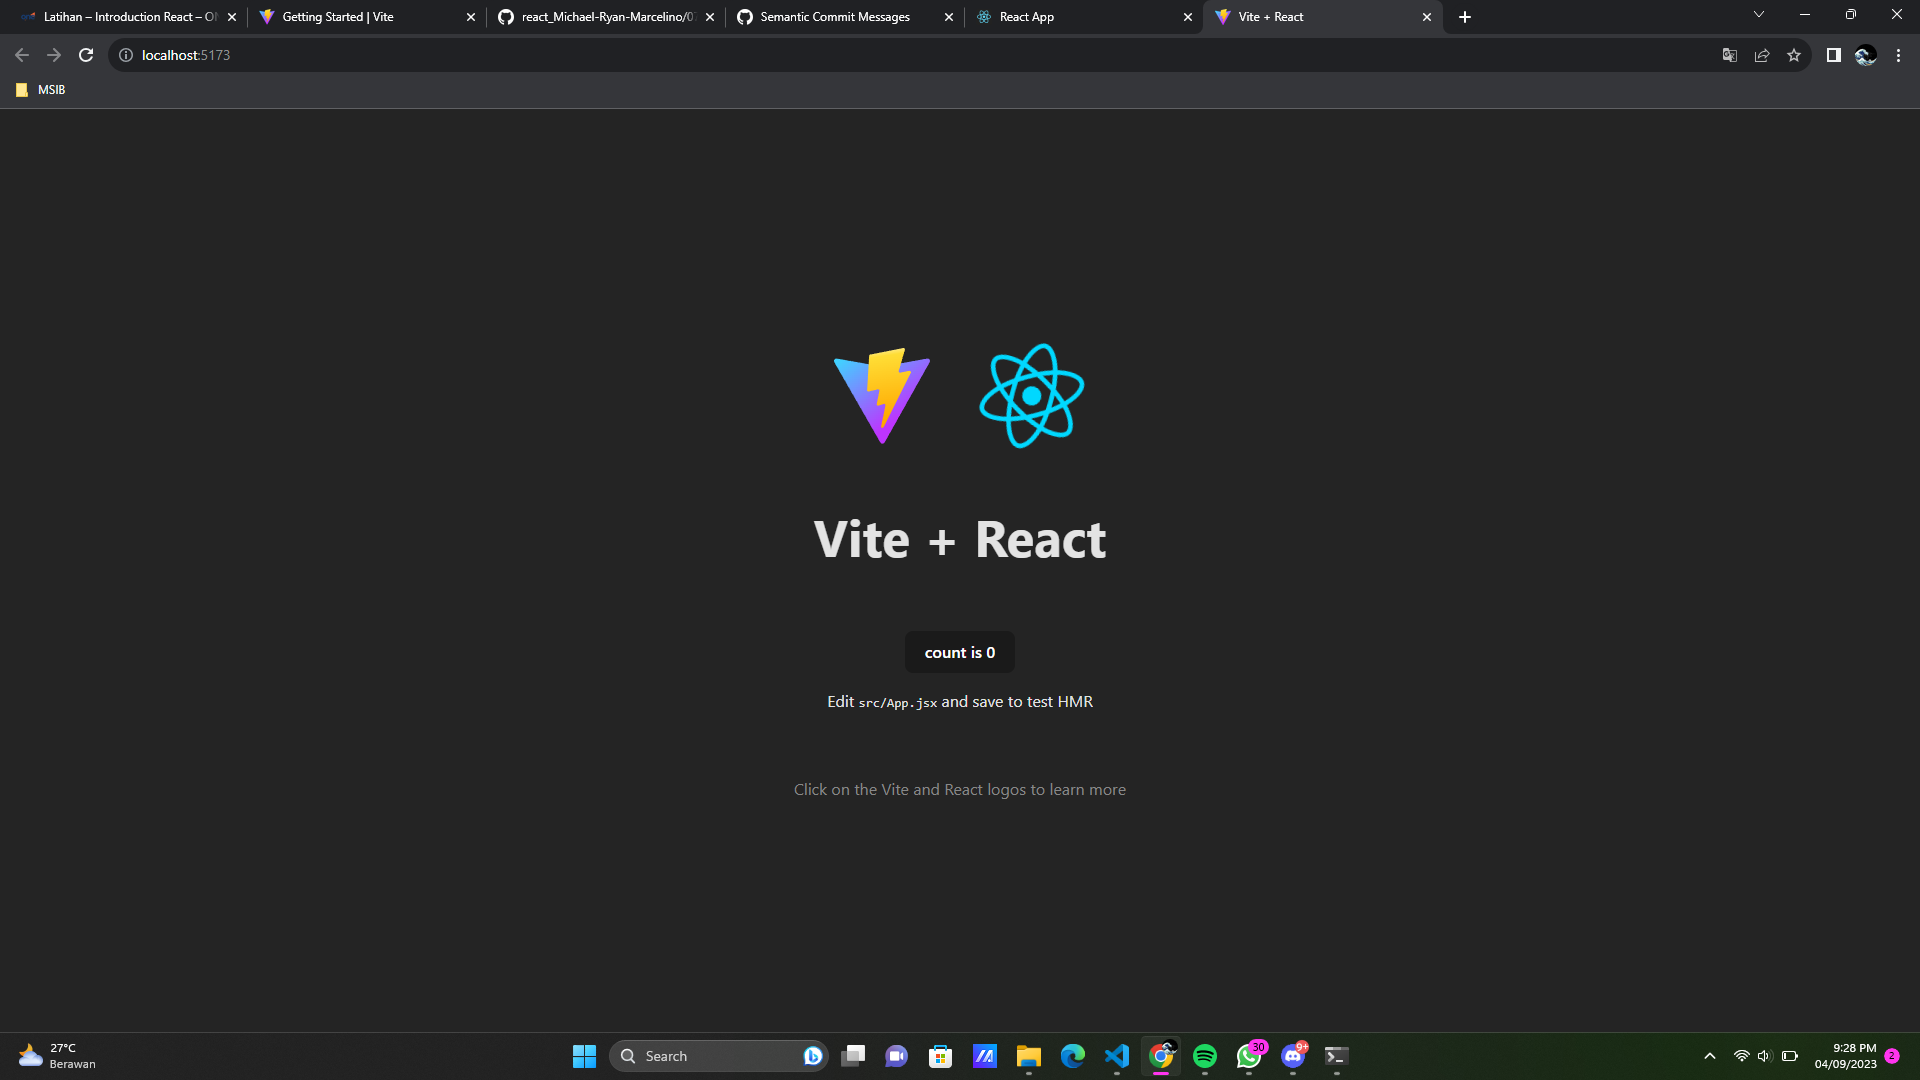 Latihan – Introduction React – O
Getting Started | Vite
react_Michael-Ryan-Marcelino/0
Semantic Commit Messages
React App
Vite + React
localhost:5173
MSIB
Vite + React
count is 0
Edit src/App.jsx and save to test HMR
Click on the Vite and React logos to learn more
27°C
Berawan
Search
30
9+
9:28 PM
04/09/2023
2